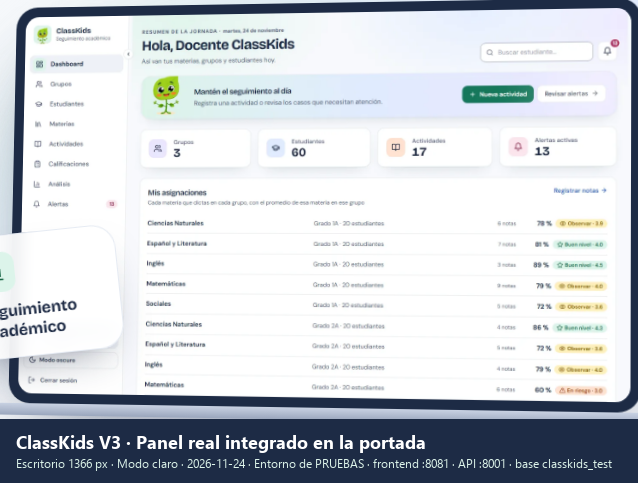 ClassKids
Seguimiento académico
Dashboard
Grupos
Estudiantes
Materias
Actividades
Calificaciones
Análisis
Alertas
13
guimiento
adémico
Modo oscuro
Cerrar sesión
RESUMEN DE LA JORNADA · martes, 24 de noviembre
Hola, Docente ClassKids
Así van tus materias, grupos y estudiantes hoy.
Buscar estudiante...
13
Mantén el seguimiento al día
Registra una actividad o revisa los casos que necesitan atención.
+ Nueva actividad
Revisar alertas →
Grupos
3
Estudiantes
60
Actividades
17
Alertas activas
13
Mis asignaciones
Cada materia que dictas en cada grupo, con el promedio de esa materia en ese grupo
Registrar notas →
Ciencias Naturales Grado 1A · 20 estudiantes 6 notas 78 % Observar · 3.9
Español y Literatura Grado 1A · 20 estudiantes 7 notas 81 % Buen nivel · 4.0
Inglés Grado 1A · 20 estudiantes 3 notas 89 % Buen nivel · 4.5
Matemáticas Grado 1A · 20 estudiantes notas 79 % Observar · 4.0
Sociales Grado 1A · 20 estudiantes 5 notas 72 % Observar · 3.6
Ciencias Naturales Grado 2A · 20 estudiantes 4 notas 86 % Buen nivel · 4.3
Español y Literatura Grado 2A · 20 estudiantes 5 notas 72 % Observar · 3.6
Inglés Grado 2A · 20 estudiantes 4 notas 79 % Observar · 4.0
Matemáticas Grado 2A · 20 estudiantes 6 notas 60 % En riesgo · 3.0
ClassKids V3 · Panel real integrado en la portada
Escritorio 1366 px · Modo claro · 2026-11-24 · Entorno de PRUEBAS · frontend :8081 · API :8001 · base classkids_test